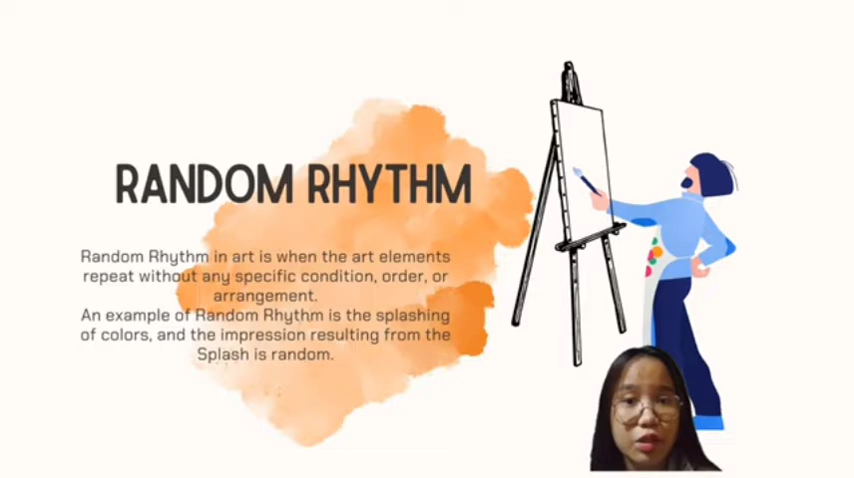 RANDOM RHYTHM
Random Rhythm in art is when the art elements
repeat without any specific condition, order, or
arrangement.
An example of Random Rhythm is the splashing
of colors, and the impression resulting from the
Splash is random.